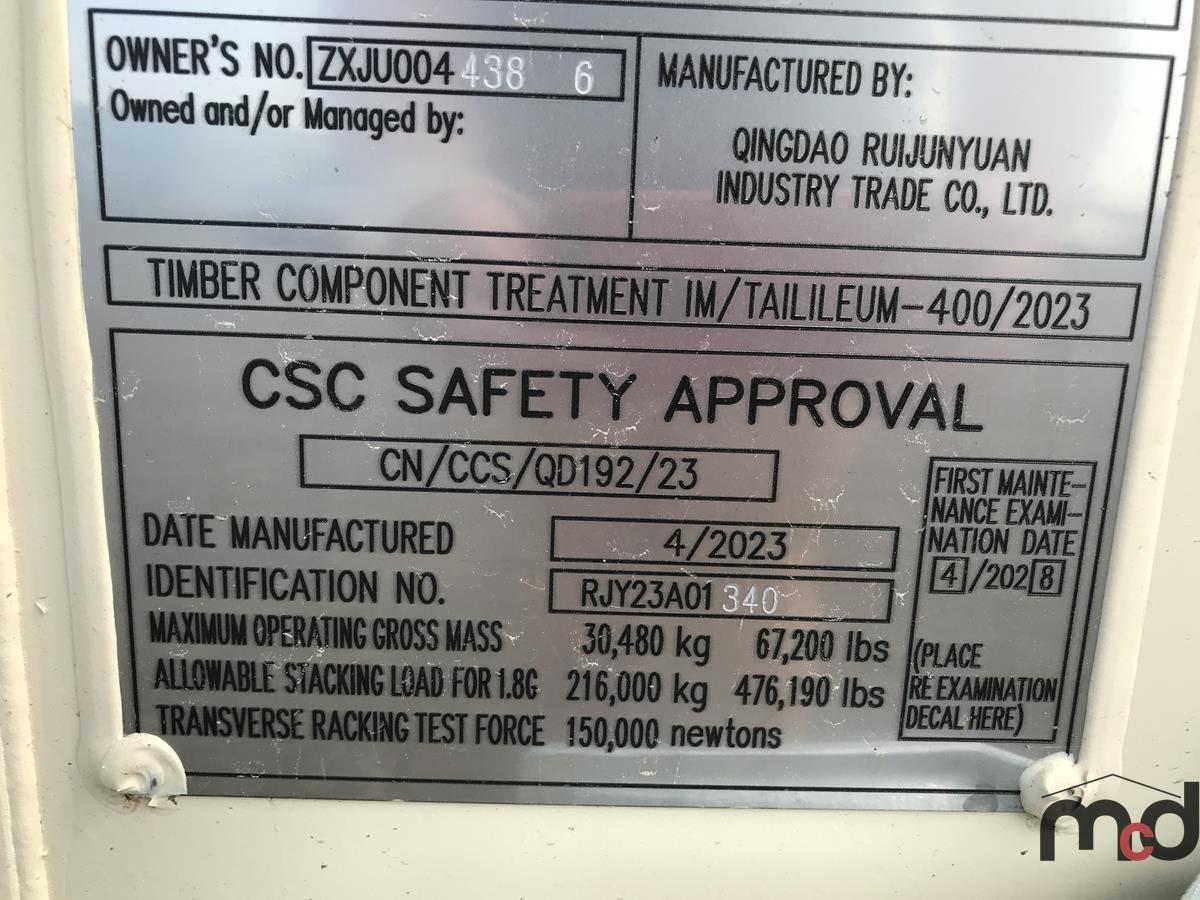 OWNER'S NO. ZXJU004 438 6
Owned and/or Managed by:
MANUFACTURED BY:
QINGDAO RUIJUNYUAN
INDUSTRY TRADE CO., LTD.
TIMBER COMPONENT TREATMENT IM/TAILILEUM-400/2023
CSC SAFETY APPROVAL
CN/CCS/QD192/23
DATE MANUFACTURED 4/2023
IDENTIFICATION NO. RJY23A01 340
MAXIMUM OPERATING GROSS MASS 30,480 kg 67,200 lbs
ALLOWABLE STACKING LOAD FOR 1.8G 216,000 kg 476,190 lbs
TRANSVERSE RACKING TEST FORCE 150,000 newtons
FIRST MAINTE-
NANCE EXAMI-
NATION DATE
4/2028
(PLACE
RE EXAMINATION
DECAL HERE)
mcd